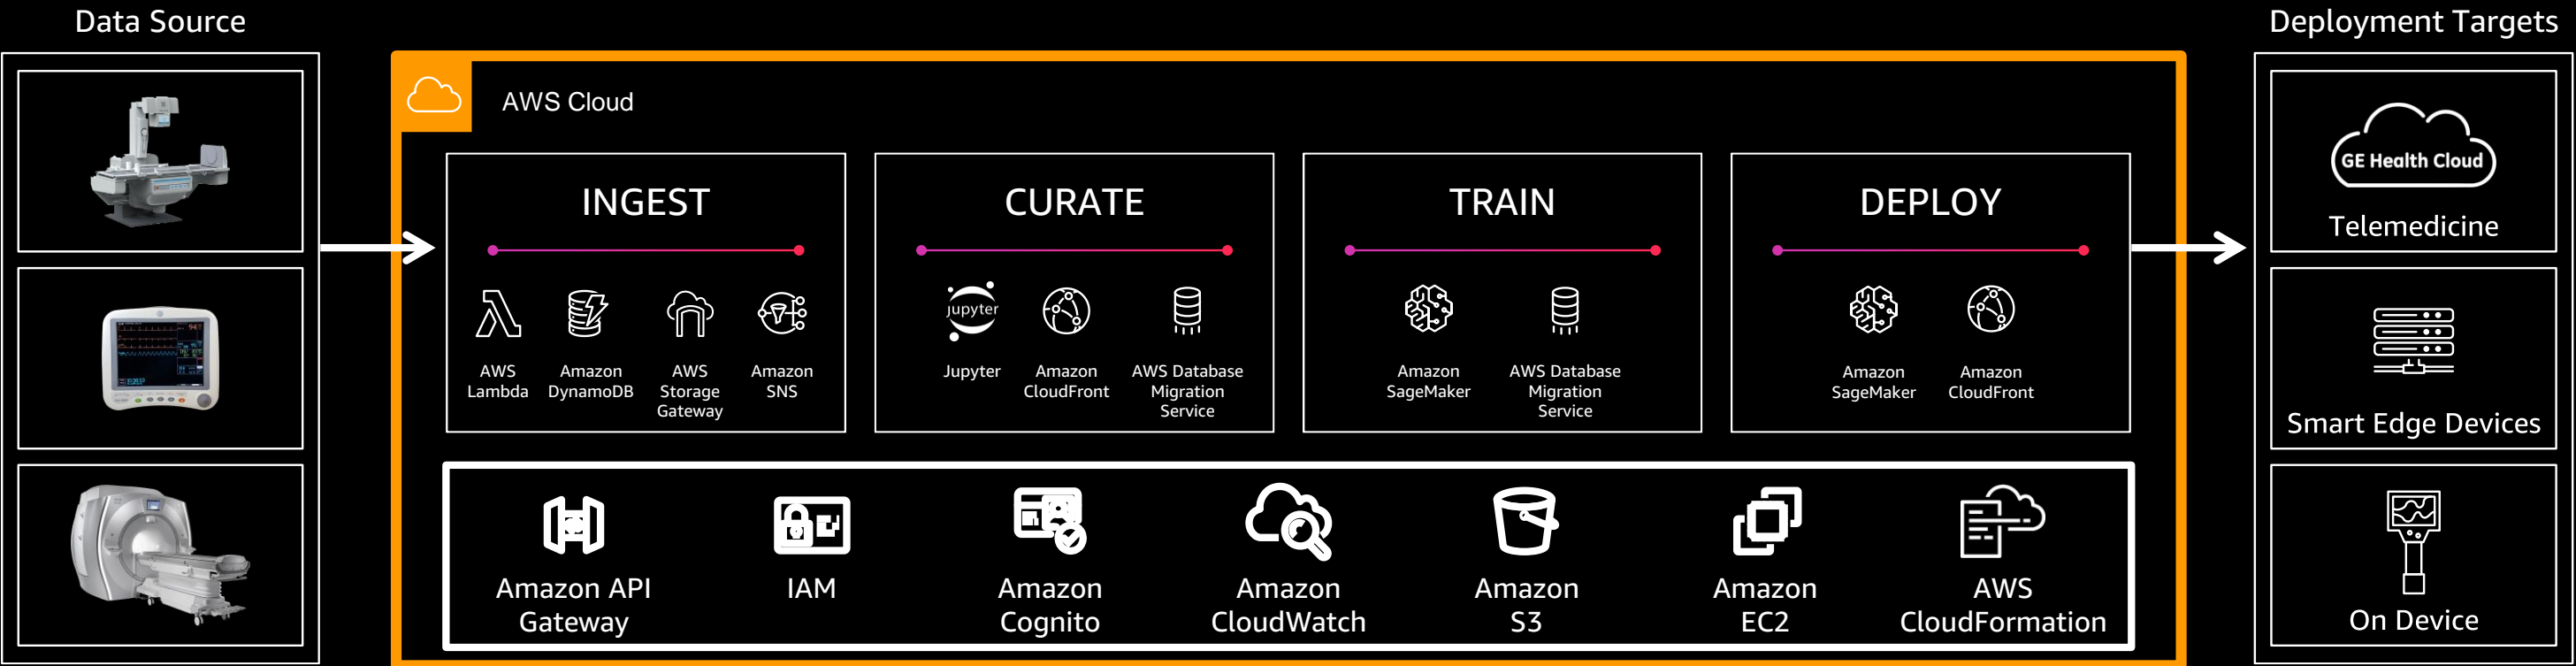 Data Source
Deployment Targets
AWS Cloud
INGEST
AWS
Lambda
Amazon
DynamoDB
AWS
Storage
Gateway
Amazon
SNS
CURATE
jupyter
Jupyter
Amazon
CloudFront
AWS Database
Migration
Service
TRAIN
Amazon
SageMaker
AWS Database
Migration
Service
DEPLOY
Amazon
SageMaker
Amazon
CloudFront
Amazon API
Gateway
IAM
Amazon
Cognito
Amazon
CloudWatch
Amazon
S3
Amazon
EC2
AWS
CloudFormation
GE Health Cloud
Telemedicine
Smart Edge Devices
On Device